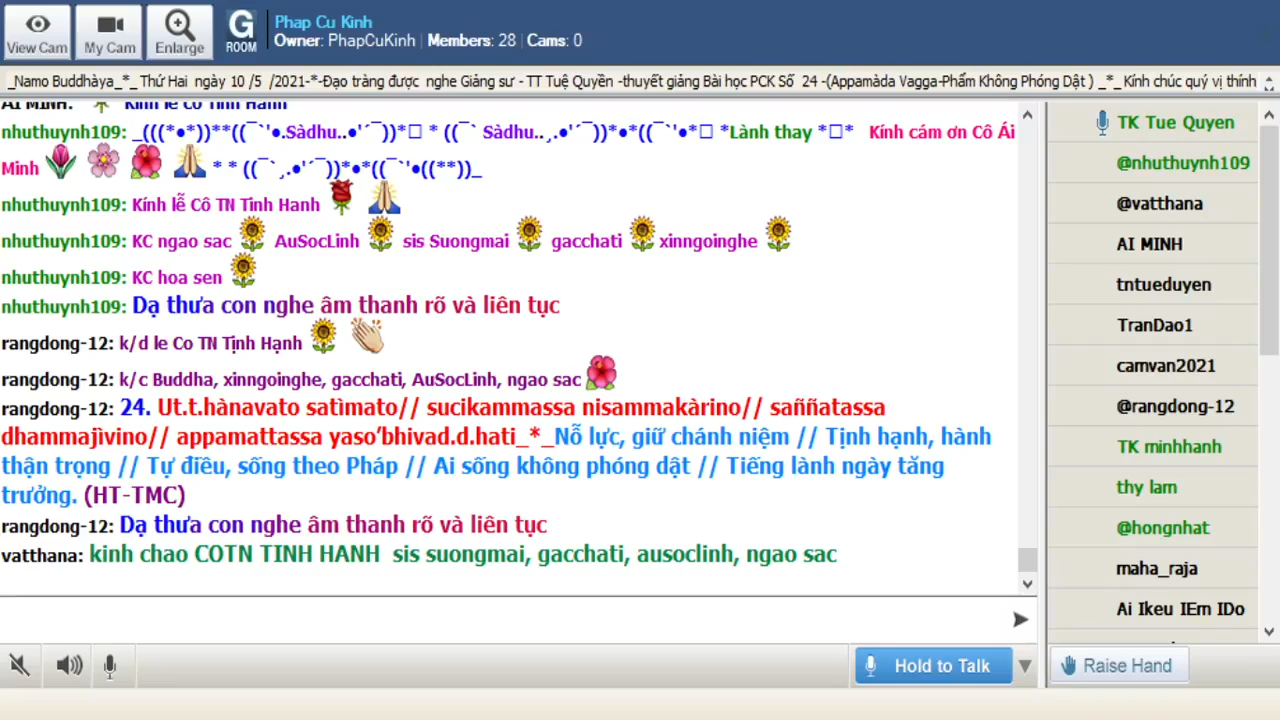 View Cam
My Cam
Enlarge
G
ROOM
Phap Cu Kinh
Owner: PhapCuKinh | Members: 28 | Cams: 0
_Namo Buddhàya_*_ Thứ Hai ngày 10 /5 /2021-*-Đạo tràng được nghe Giảng sư - TT Tuệ Quyền -thuyết giảng Bài học PCK Số 24 -(Appamàda Vagga-Phẩm Không Phóng Dật ) _*_ Kính chúc quý vị thính
AI MINH: Kính lễ Cô Tịnh Hạnh
nhuthuynh109: _(((*●*))**((¯`'●.Sàdhu..●'´¯))*□ * ((¯` Sàdhu..¸.●'´¯))*●*((¯`'●*□ *Lành thay *□* Kính cám ơn Cô Ái
Minh * * ((¯`¸.●'´¯))*●*((¯`'●((**))_
nhuthuynh109: Kính lễ Cô TN Tinh Hanh
nhuthuynh109: KC ngao sac AuSocLinh sis Suongmai gacchati xinngoinghe
nhuthuynh109: KC hoa sen
nhuthuynh109: Dạ thưa con nghe âm thanh rõ và liên tục
rangdong-12: k/d le Co TN Tịnh Hạnh
rangdong-12: k/c Buddha, xinngoinghe, gacchati, AuSocLinh, ngao sac
rangdong-12: 24. Ut.t.hànavato satìmato// sucikammassa nisammakàrino// saññatassa
dhammajìvino// appamattassa yaso’bhivad.d.hati_*_Nỗ lực, giữ chánh niệm // Tịnh hạnh, hành
thận trọng // Tự điều, sống theo Pháp // Ai sống không phóng dật // Tiếng lành ngày tăng
trưởng. (HT-TMC)
rangdong-12: Dạ thưa con nghe âm thanh rõ và liên tục
vatthana: kinh chao COTN TINH HANH sis suongmai, gacchati, ausoclinh, ngao sac
Hold to Talk
TK Tue Quyen
@nhuthuynh109
@vatthana
AI MINH
tntueduyen
TranDao1
camvan2021
@rangdong-12
TK minhhanh
thy lam
@hongnhat
maha_raja
Ai Ikeu IEm IDo
Raise Hand